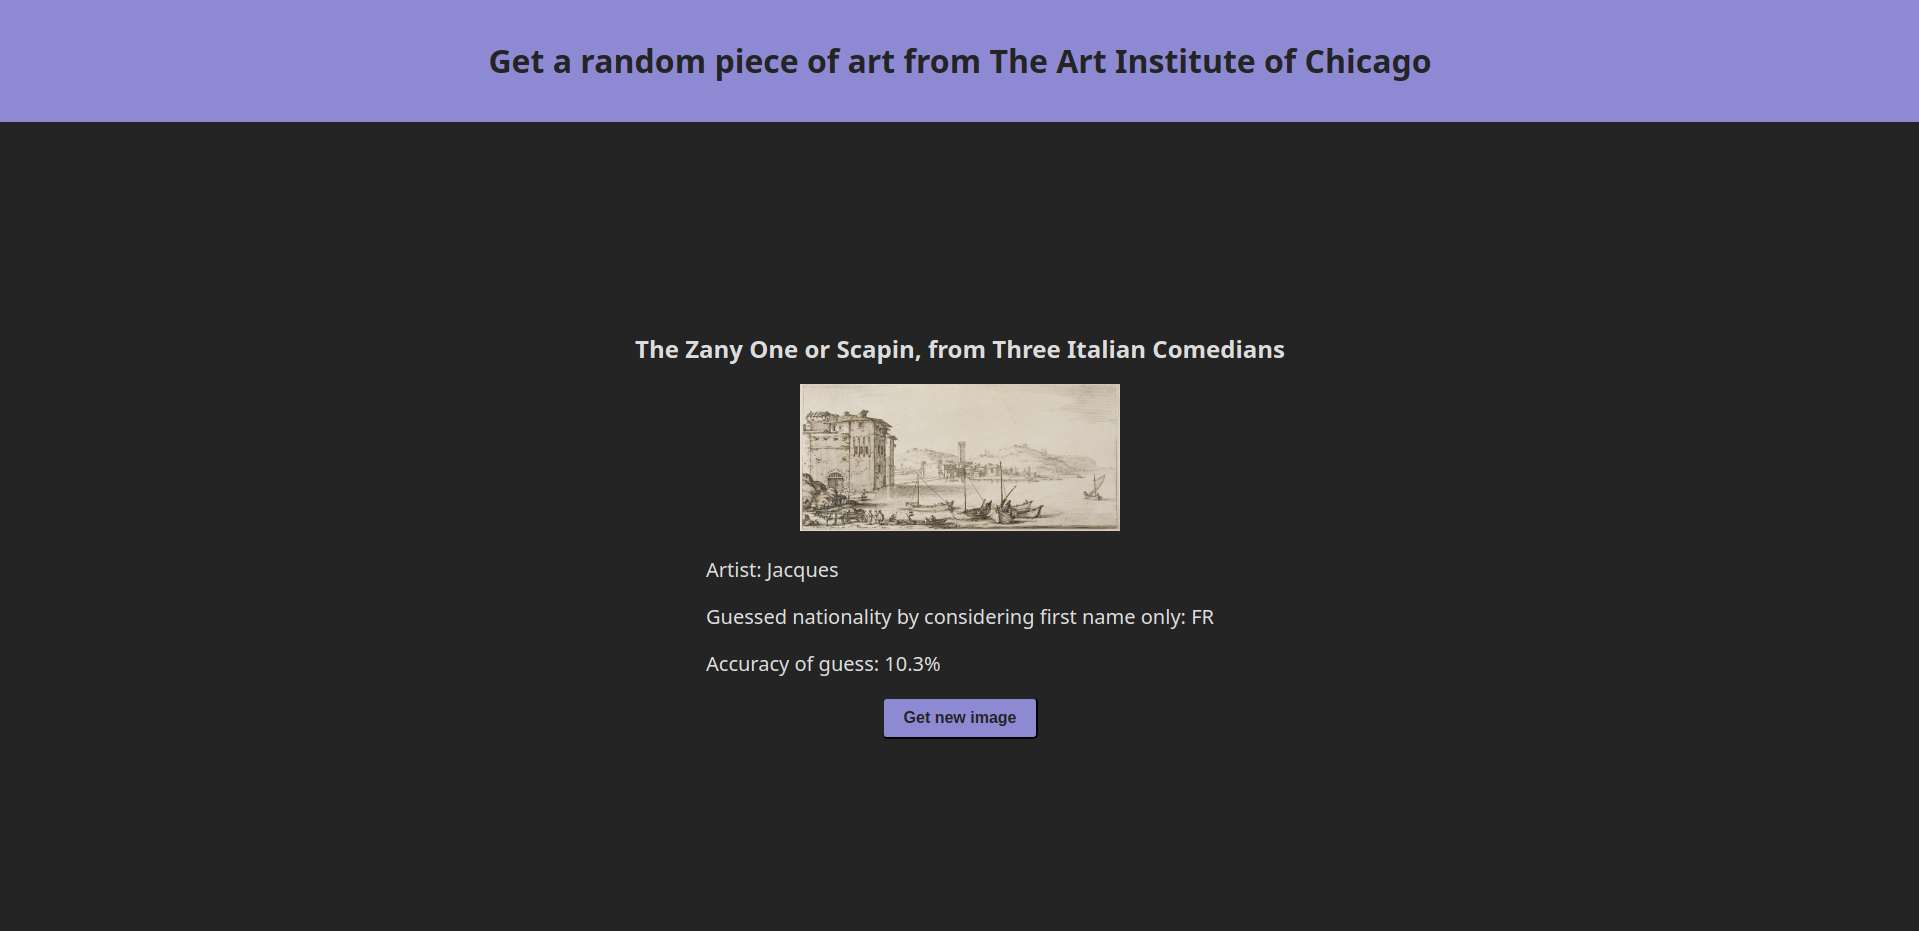 Get a random piece of art from The Art Institute of Chicago
The Zany One or Scapin, from Three Italian Comedians
Artist: Jacques
Guessed nationality by considering first name only: FR
Accuracy of guess: 10.3%
Get new image